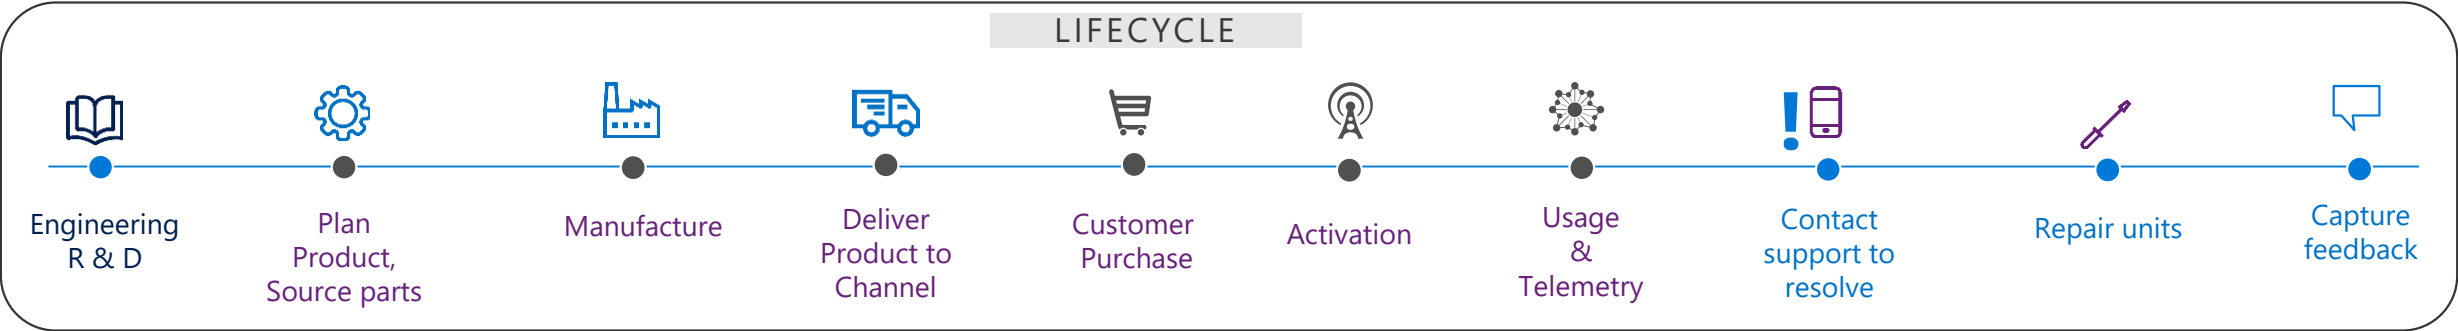 LIFECYCLE
Engineering
R & D
Plan
Product,
Source parts
Manufacture
Deliver
Product to
Channel
Customer
Purchase
Activation
Usage
&
Telemetry
Contact
support to
resolve
Repair units
Capture
feedback